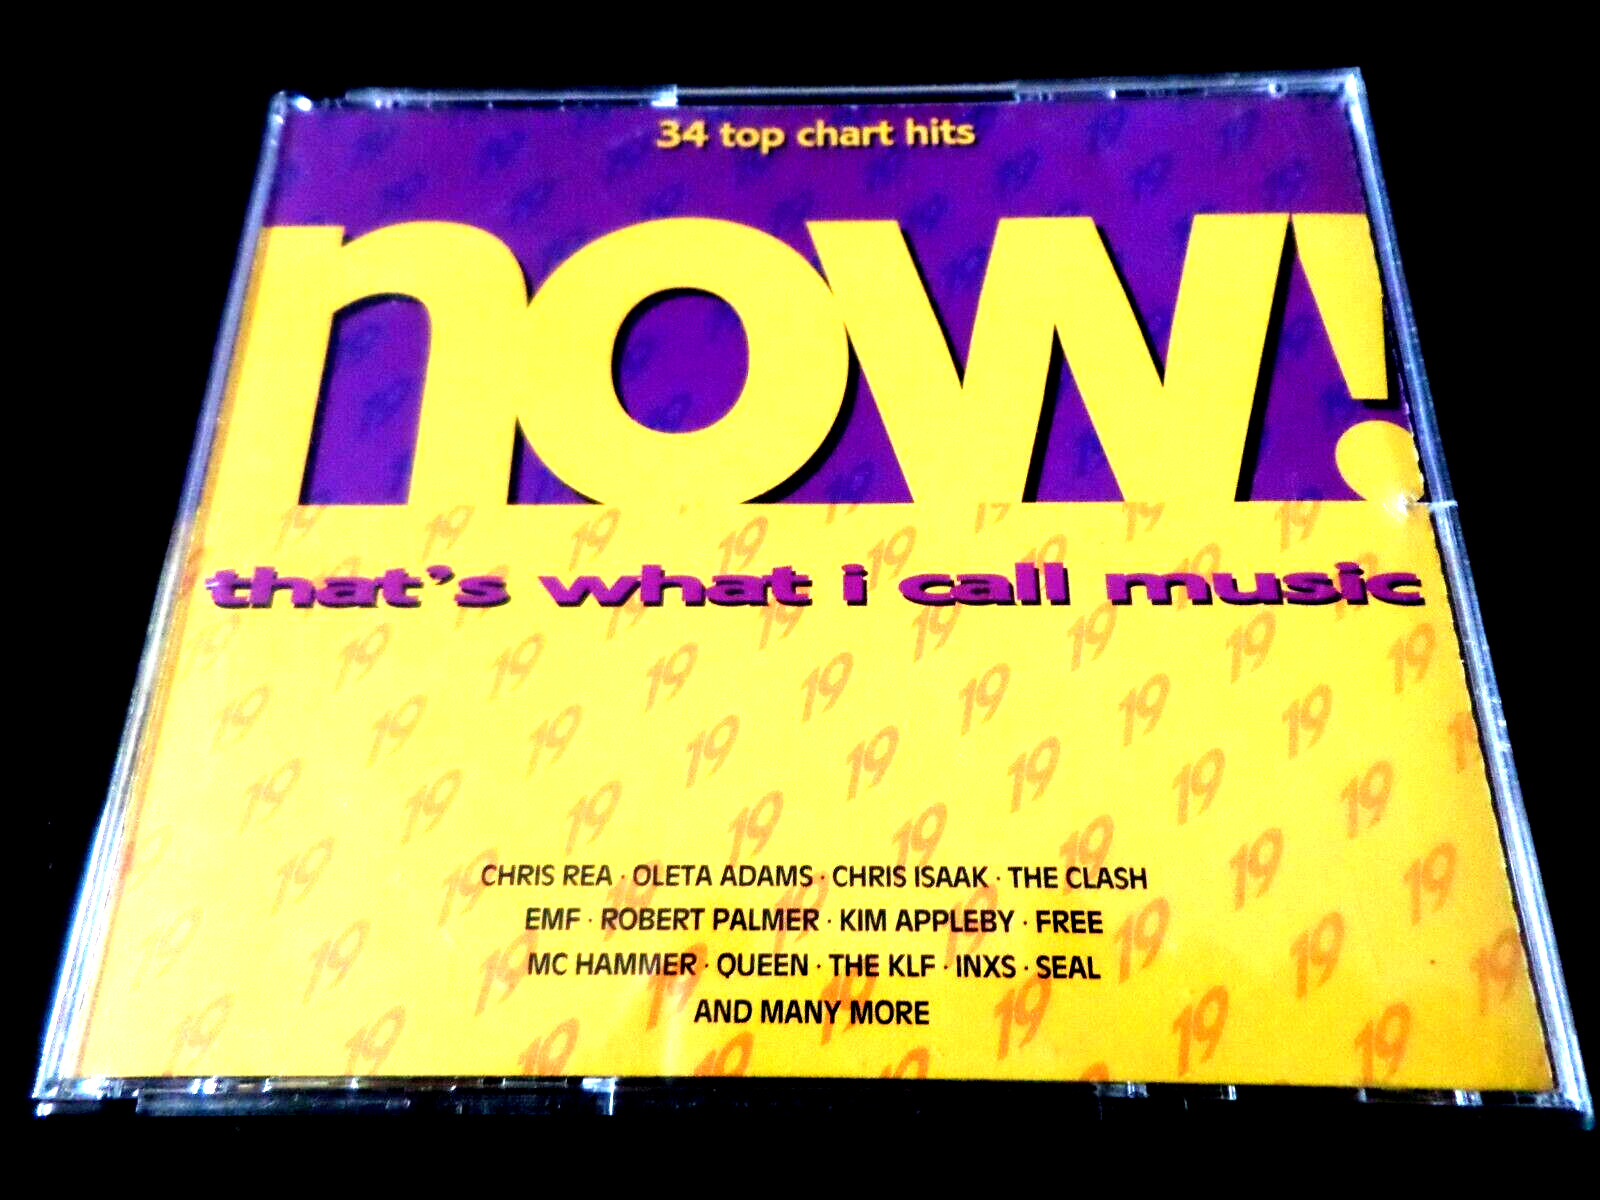 34 top chart hits
now!
that's what i call music
CHRIS REA · OLETA ADAMS · CHRIS ISAAK · THE CLASH
EMF · ROBERT PALMER · KIM APPLEBY · FREE
MC HAMMER · QUEEN · THE KLF · INXS · SEAL
AND MANY MORE
19